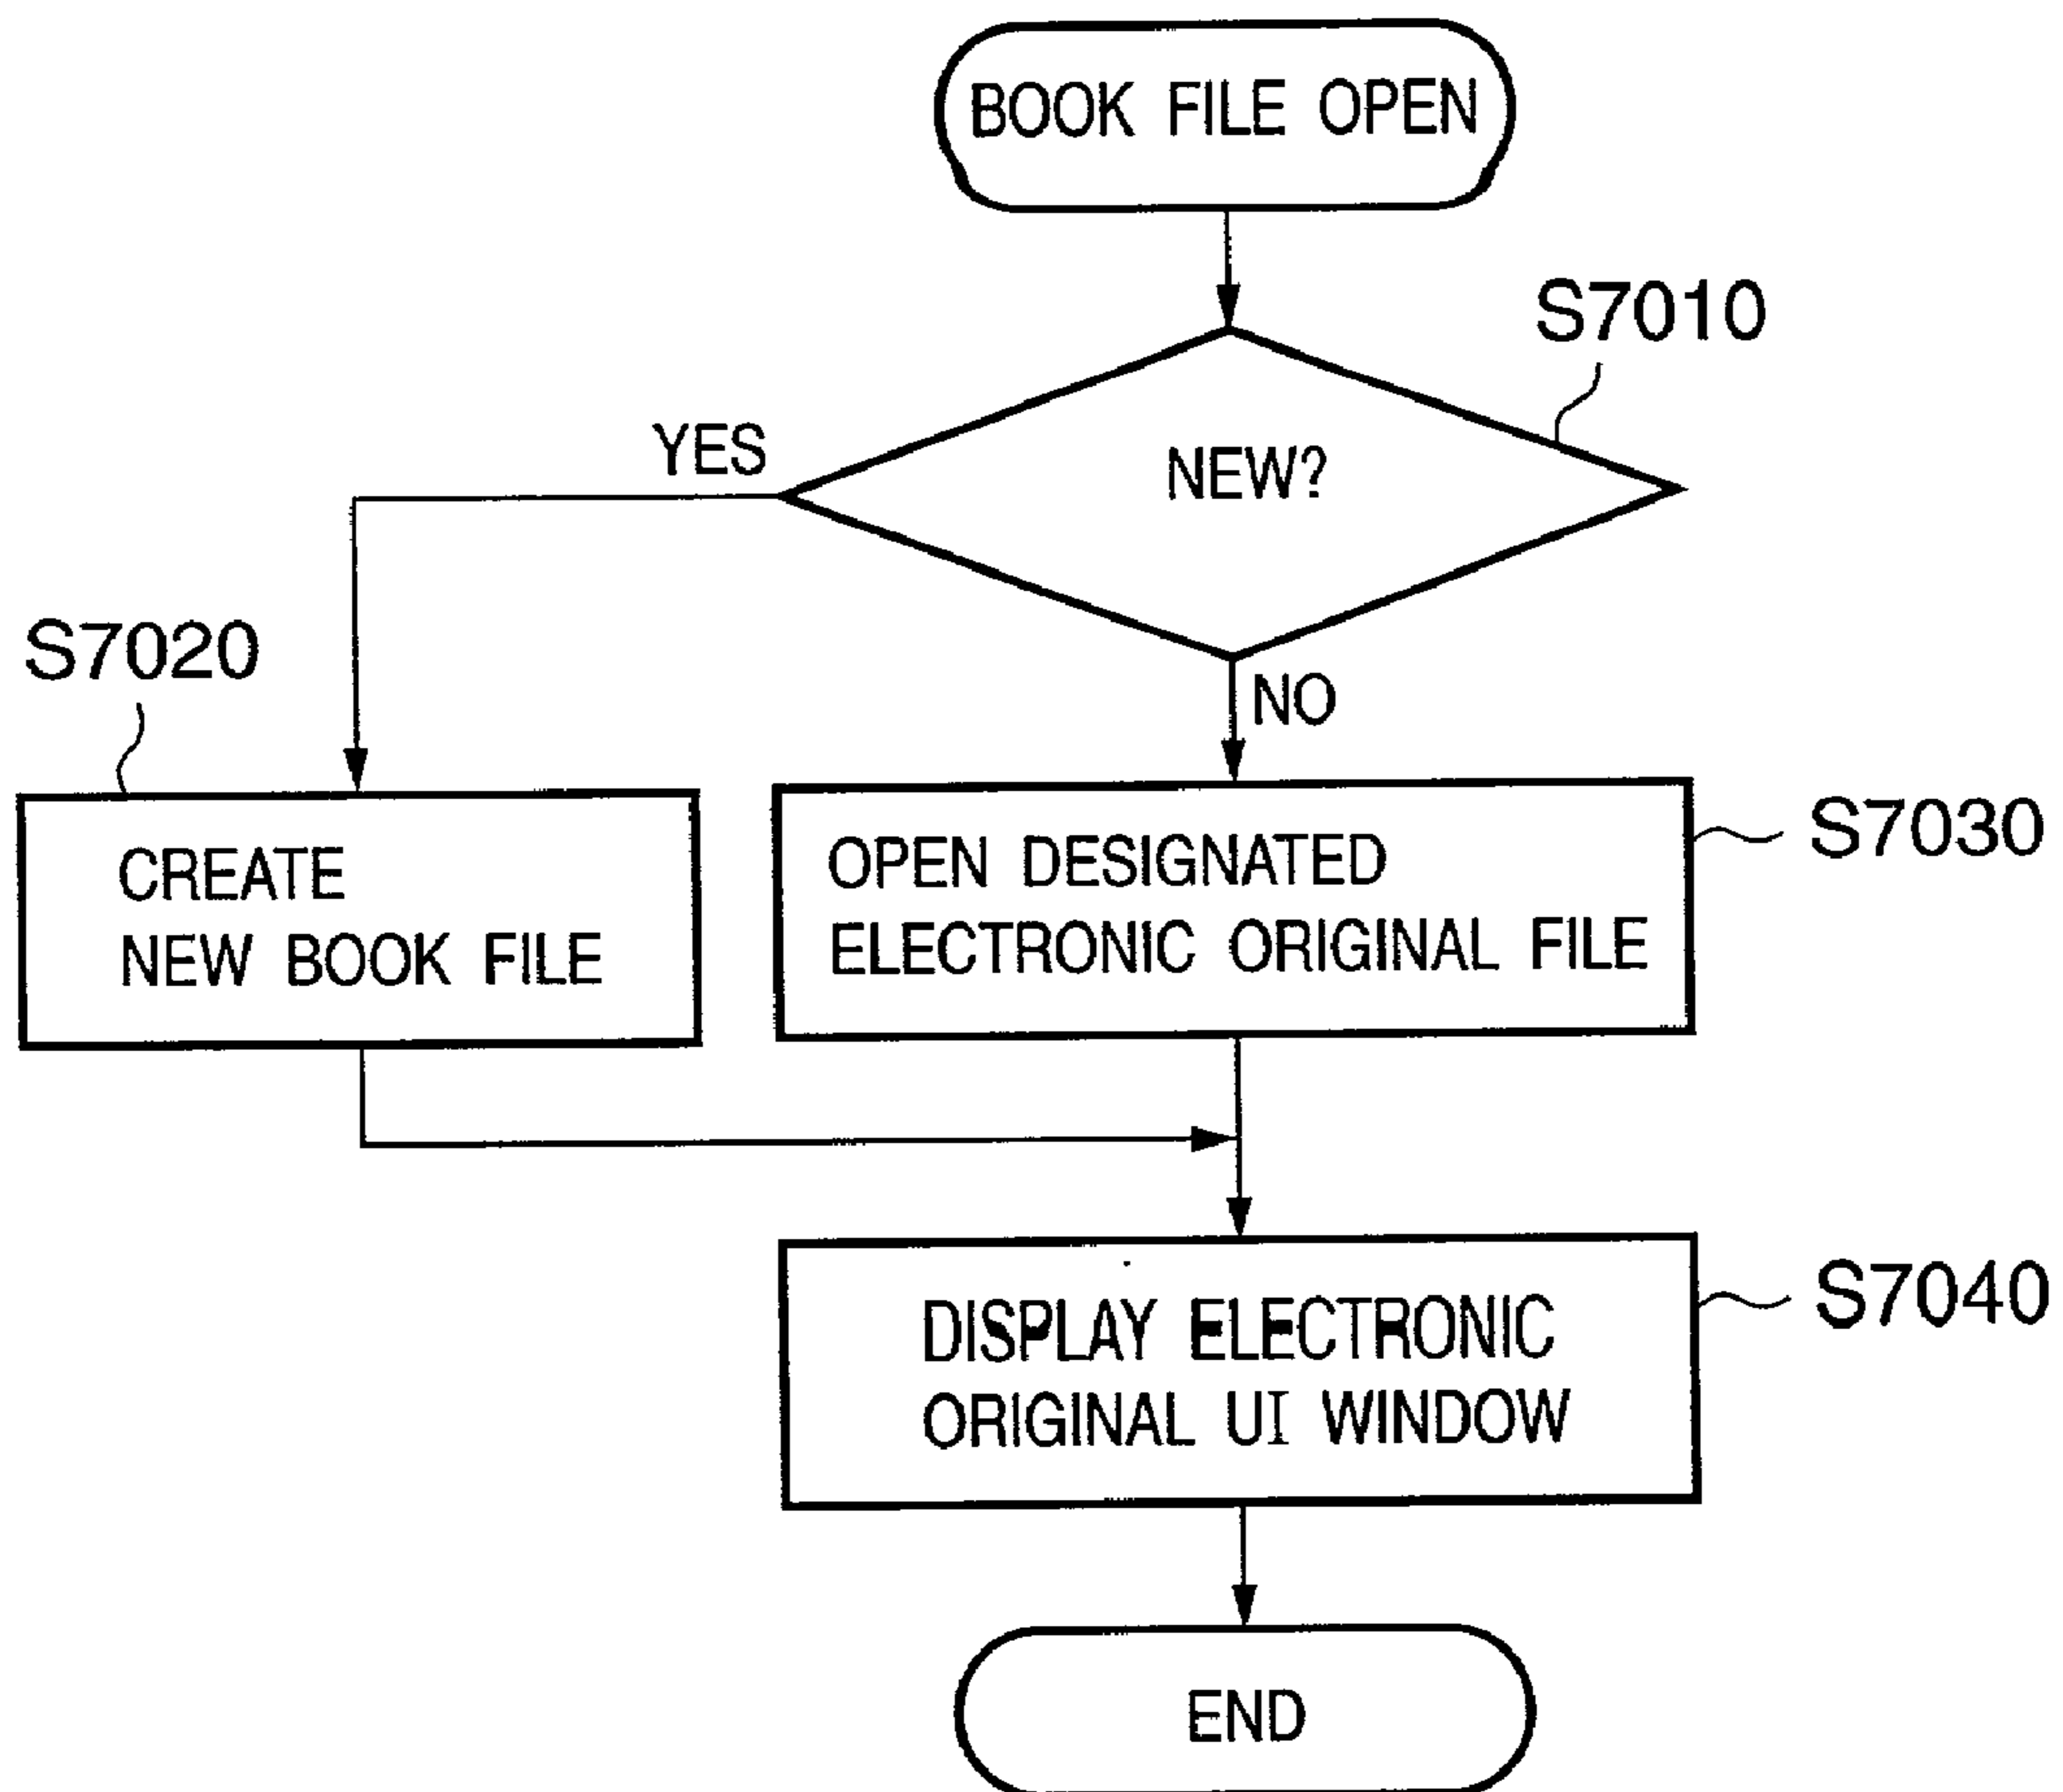 BOOK FILE OPEN
S7010
NEW?
YES
NO
S7020
CREATE
NEW BOOK FILE
OPEN DESIGNATED
ELECTRONIC ORIGINAL FILE
S7030
DISPLAY ELECTRONIC
ORIGINAL UI WINDOW
S7040
END